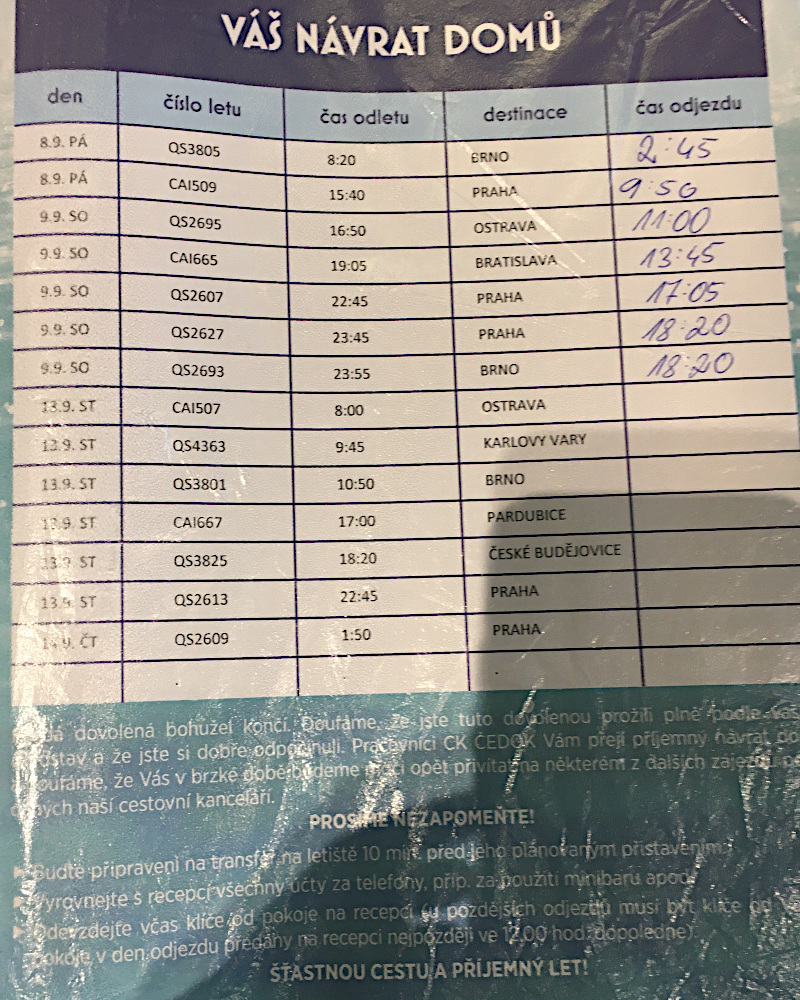 VÁŠ NÁVRAT DOMŮ
den číslo letu čas odletu destinace čas odjezdu
8.9. PÁ QS3805 8:20 BRNO 2:45
8.9. PÁ CAI509 15:40 PRAHA 9:50
9.9. SO QS2695 16:50 OSTRAVA 11:00
9.9. SO CAI665 19:05 BRATISLAVA 13:45
9.9. SO QS2607 22:45 PRAHA 17:05
9.9. SO QS2627 23:45 PRAHA 18:20
9.9. SO QS2693 23:55 BRNO 18:20
13.9. ST CAI507 8:00 OSTRAVA
13.9. ST QS4363 9:45 KARLOVY VARY
13.9. ST QS3801 10:50 BRNO
13.9. ST CAI667 17:00 PARDUBICE
13.9. ST QS3825 18:20 ČESKÉ BUDĚJOVICE
13.9. ST QS2613 22:45 PRAHA
14.9. ČT QS2609 1:50 PRAHA
dovolená bohužel končí. Doufáme, že jste tuto dovolenou prožili plně podle
a že jste si dobře odpočinuli. Pracovníci CK ČEDOK Vám přejí příjemný návrat
že Vás v brzké době budeme moci opět přivítat na některém z dalších
naší cestovní kanceláří.
PROSÍME NEZAPOMEŇTE!
Buďte připraveni na transfer na letiště 10 min. před jeho plánovaným přistavením.
Vyrovnejte s recepcí všechny účty za telefony, příp. za použití minibaru apod.
Odevzdejte včas klíče od pokoje na recepci (u pozdějších odjezdů musí být klíče od
pokoje v den odjezdu předány na recepci nejpozději ve 12,00 hod. dopoledne).
ŠŤASTNOU CESTU A PŘÍJEMNÝ LET!